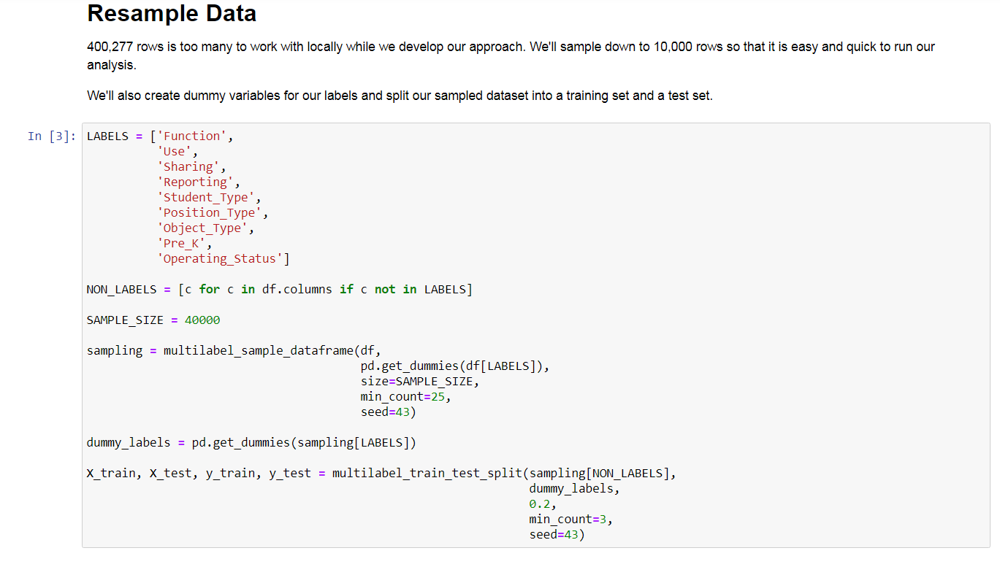 Resample Data
400,277 rows is too many to work with locally while we develop our approach. We'll sample down to 10,000 rows so that it is easy and quick to run our
analysis.
We'll also create dummy variables for our labels and split our sampled dataset into a training set and a test set.
In [3]: LABELS = ['Function',
'Use',
'Sharing',
'Reporting',
'Student_Type',
'Position_Type',
'Object_Type',
'Pre_K',
'Operating_Status']
NON_LABELS = [c for c in df.columns if c not in LABELS]
SAMPLE_SIZE = 40000
sampling = multilabel_sample_dataframe(df,
pd.get_dummies(df[LABELS]),
size=SAMPLE_SIZE,
min_count=25,
seed=43)
dummy_labels = pd.get_dummies(sampling[LABELS])
X_train, X_test, y_train, y_test = multilabel_train_test_split(sampling[NON_LABELS],
dummy_labels,
0.2,
min_count=3,
seed=43)